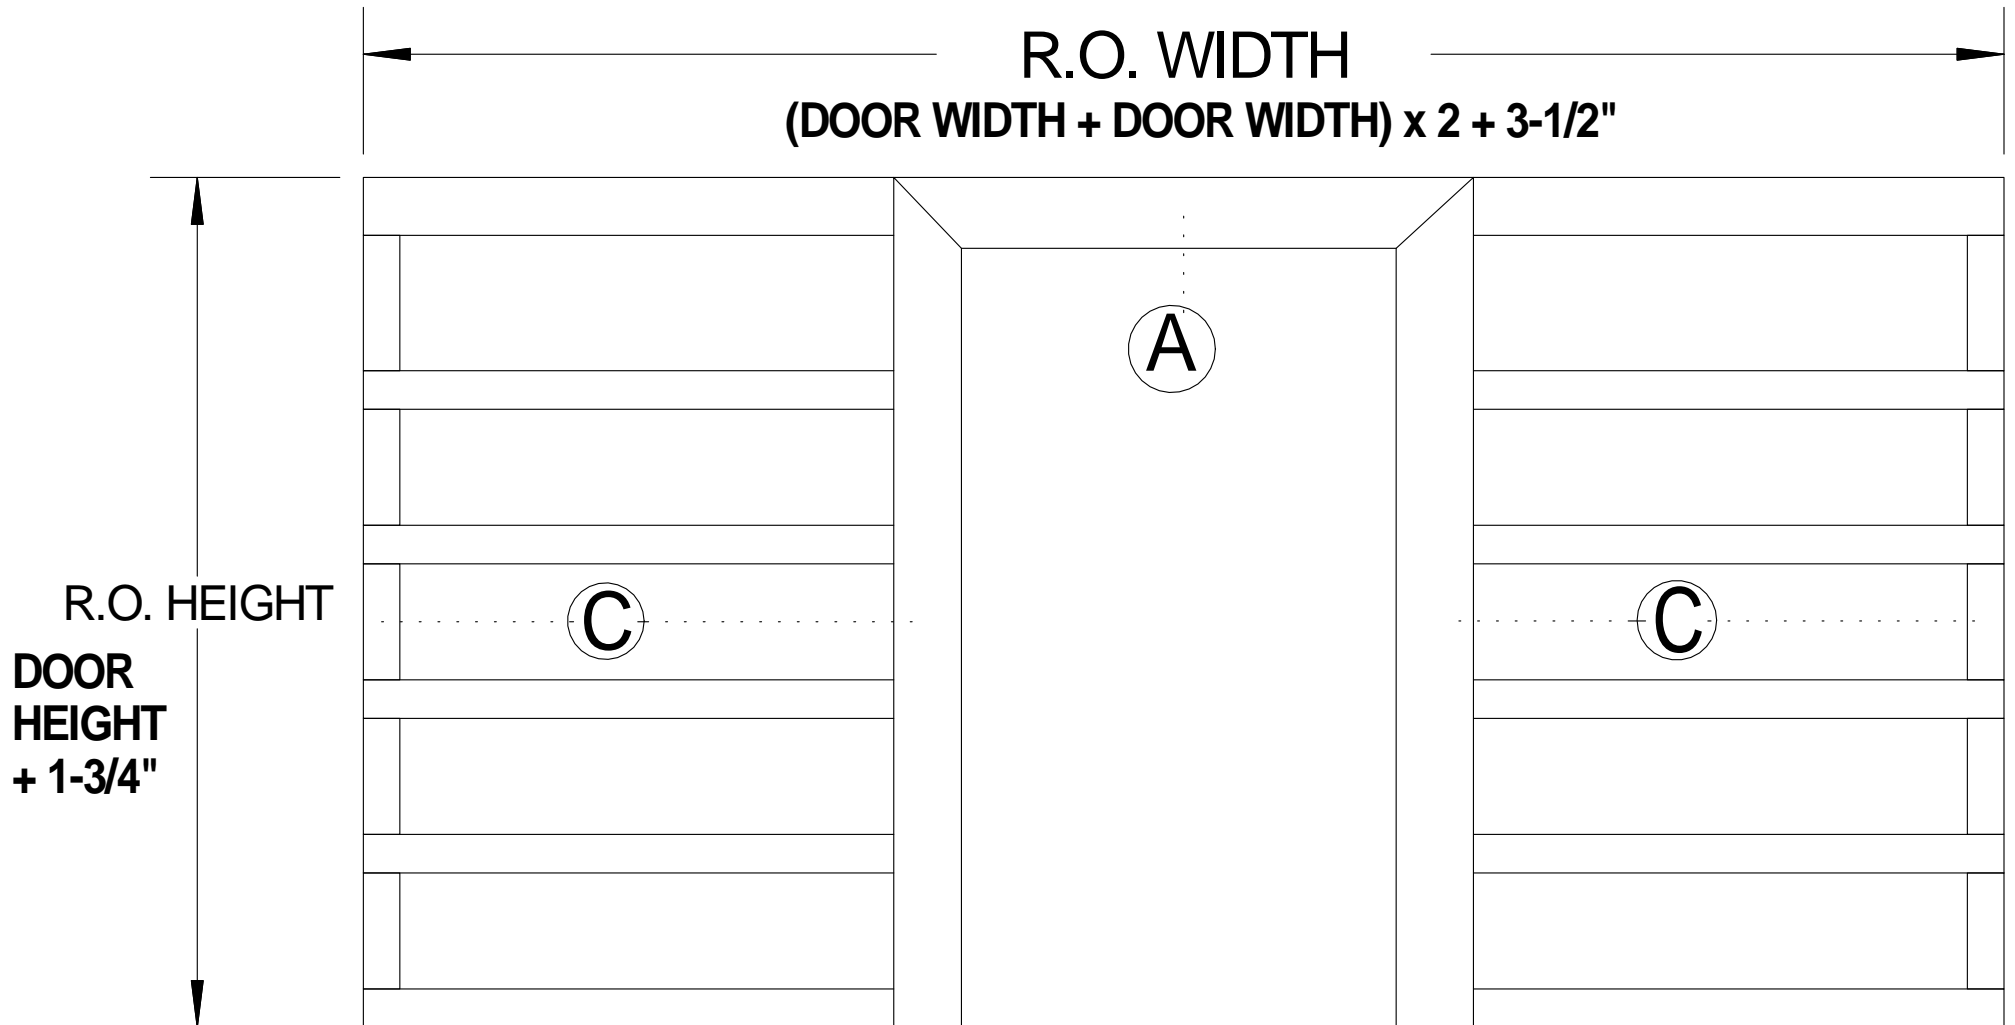 R.O. WIDTH
(DOOR WIDTH + DOOR WIDTH) x 2 + 3-1/2"
A
R.O. HEIGHT
DOOR
HEIGHT
+ 1-3/4"
C
C